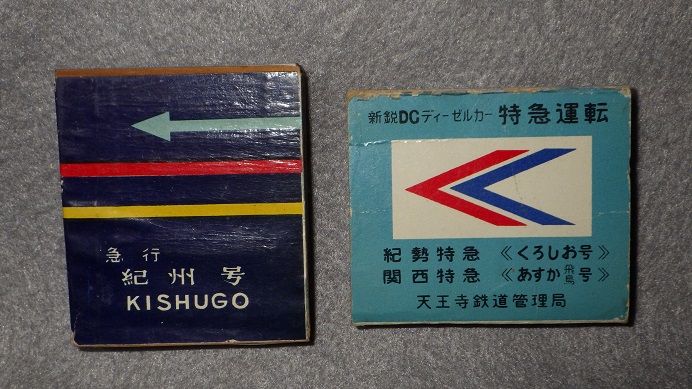 急行
紀州号
KISHUGO
新鋭DCディーゼルカー 特急運転
紀勢特急《くろしお号》
関西特急《あすか飛鳥号》
天王寺鉄道管理局